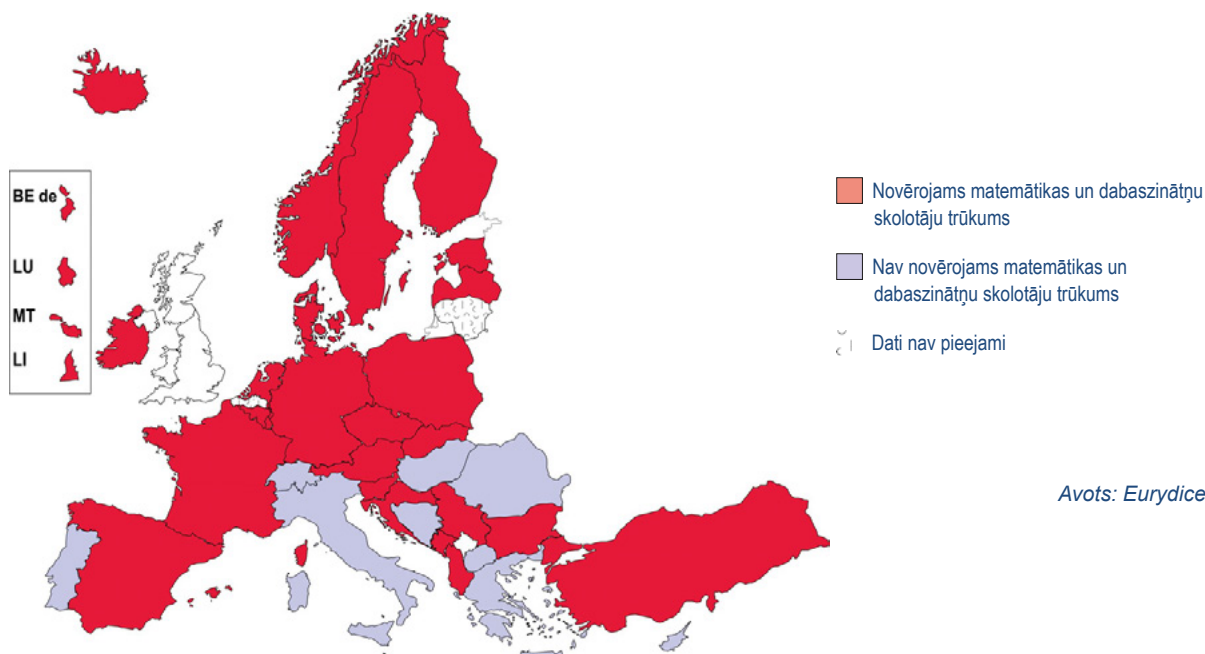 BE de
LU
MT
LI
Novērojams matemātikas un dabaszinātņu
skolotāju trūkums
Nav novērojams matemātikas un
dabaszinātņu skolotāju trūkums
Dati nav pieejami
Avots: Eurydice